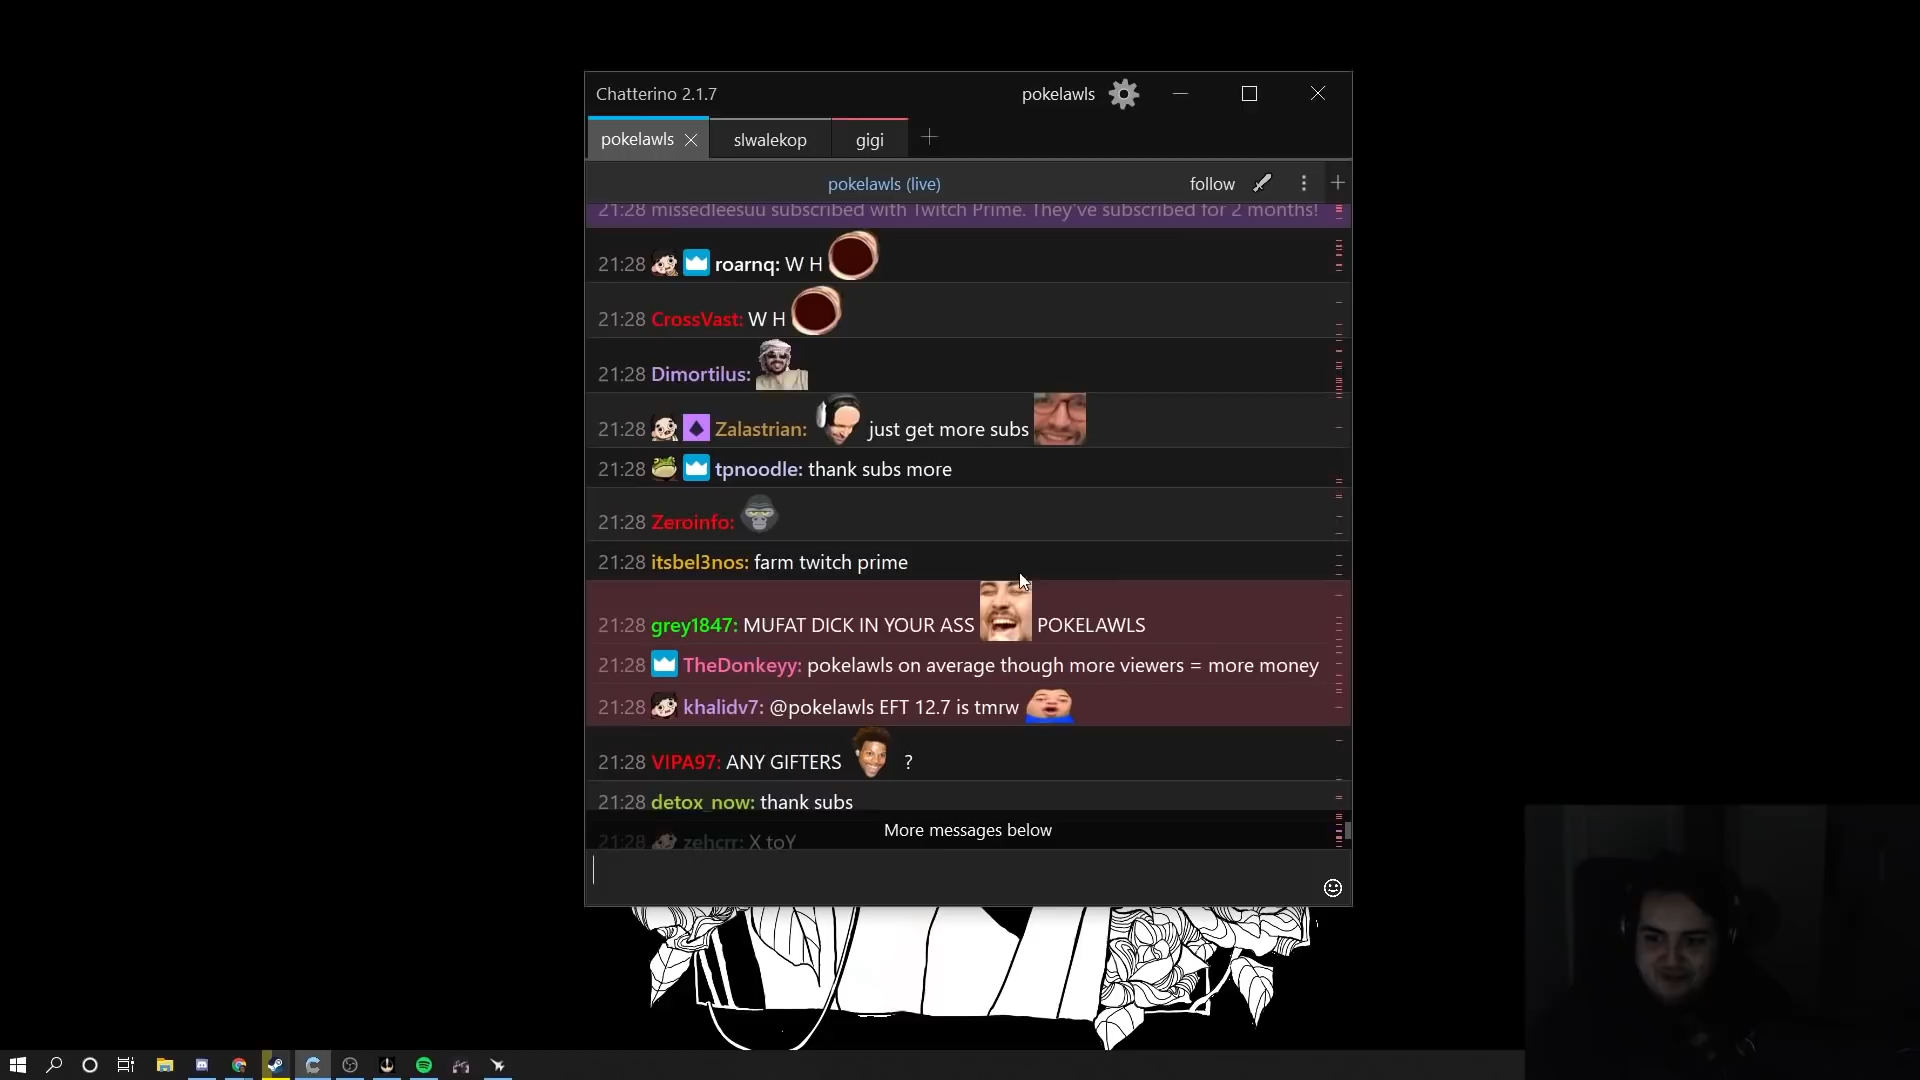 Chatterino 2.1.7
pokelawls
pokelawls
slwalekop
gigi
pokelawls (live)
follow
21:28 missedleesuu subscribed with Twitch Prime. They've subscribed for 2 months!
21:28 roarnq: W H
21:28 CrossVast: W H
21:28 Dimortilus:
21:28 Zalastrian: just get more subs
21:28 tpnoodle: thank subs more
21:28 Zeroinfo:
21:28 itsbel3nos: farm twitch prime
21:28 grey1847: MUFAT DICK IN YOUR ASS POKELAWLS
21:28 TheDonkeyy: pokelawls on average though more viewers = more money
21:28 khalidv7: @pokelawls EFT 12.7 is tmrw
21:28 VIPA97: ANY GIFTERS ?
21:28 detox_now: thank subs
21:28 zehcrr: X toY
More messages below